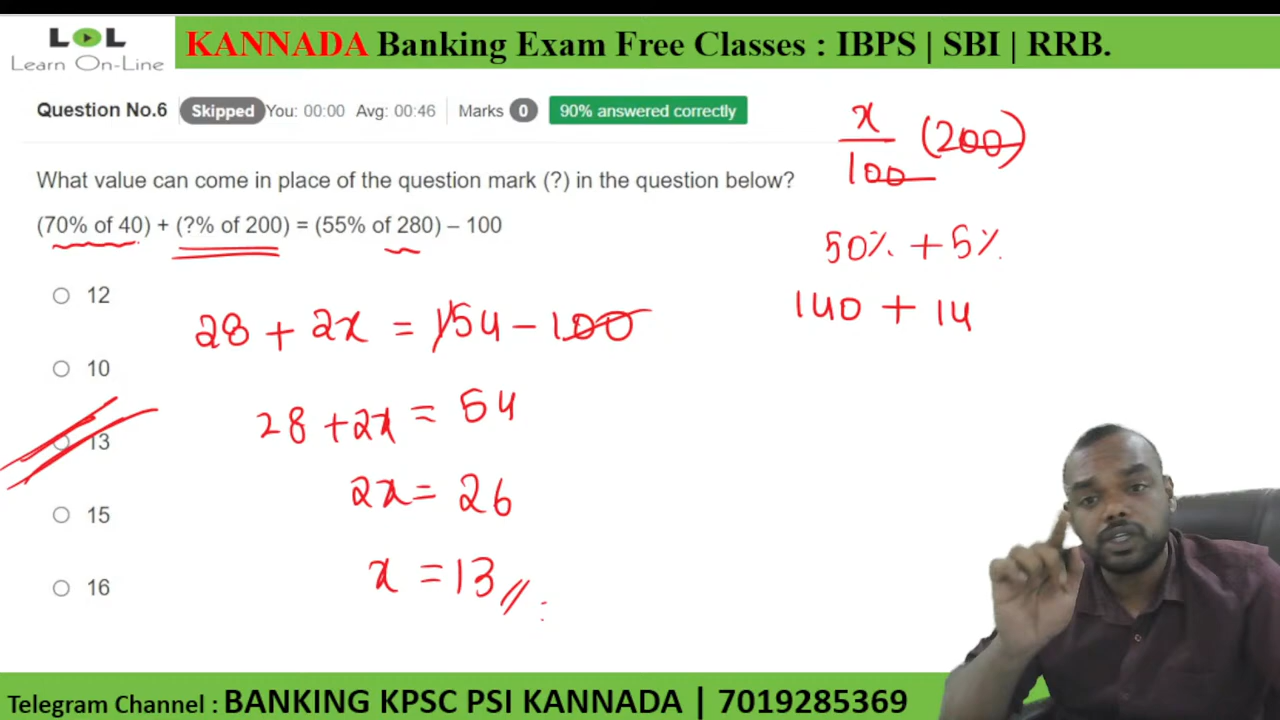 LOL
Learn On-Line
KANNADA Banking Exam Free Classes : IBPS | SBI | RRB.
Question No.6 Skipped You: 00:00 Avg: 00:46 Marks 0 90% answered correctly
What value can come in place of the question mark (?) in the question below?
(70% of 40) + (?% of 200) = (55% of 280) – 100
12
10
13
15
16
28 + 2x = 154 - 100
28 + 2x = 54
2x = 26
x = 13 //
x
100 (200)
50% + 5%
140 + 14
Telegram Channel : BANKING KPSC PSI KANNADA | 7019285369